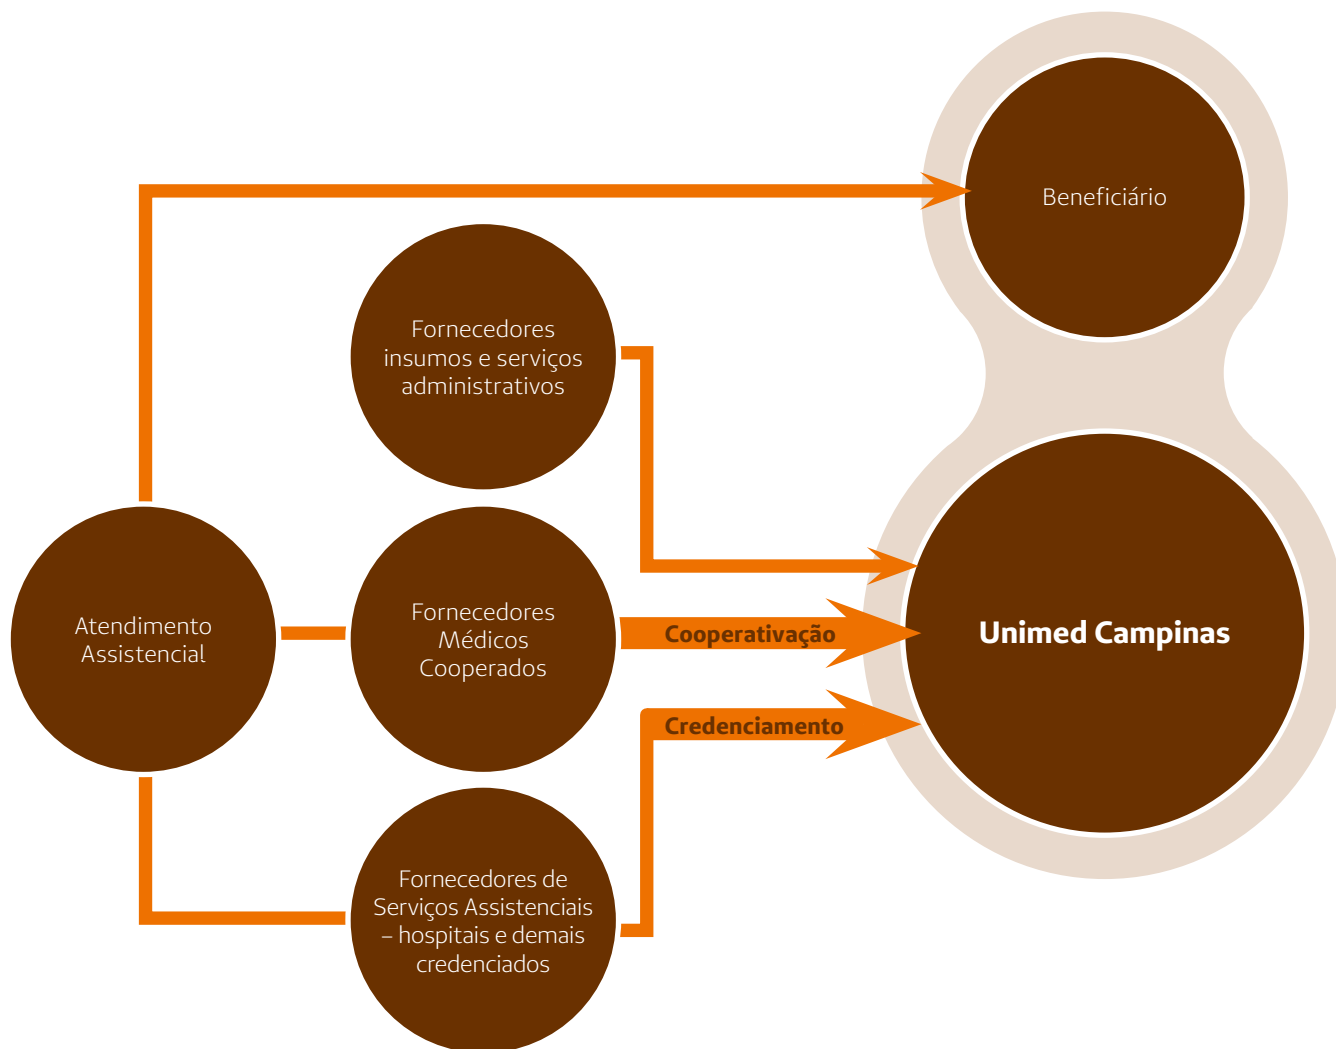 Beneficiário
Fornecedores
insumos e serviços
administrativos
Atendimento
Assistencial
Fornecedores
Médicos
Cooperados
Cooperativação
Unimed Campinas
Credenciamento
Fornecedores de
Serviços Assistenciais
– hospitais e demais
credenciados